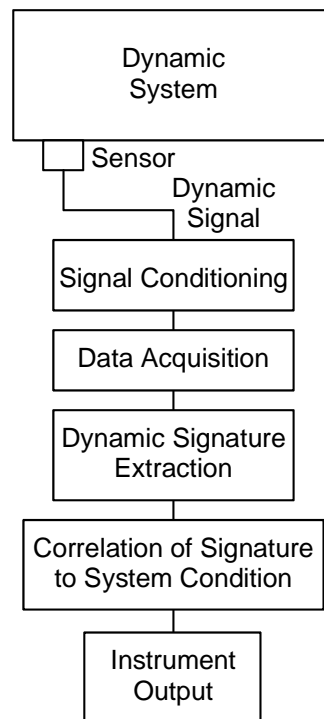 Dynamic
System
Sensor
Dynamic
Signal
Signal Conditioning
Data Acquisition
Dynamic Signature
Extraction
Correlation of Signature
to System Condition
Instrument
Output